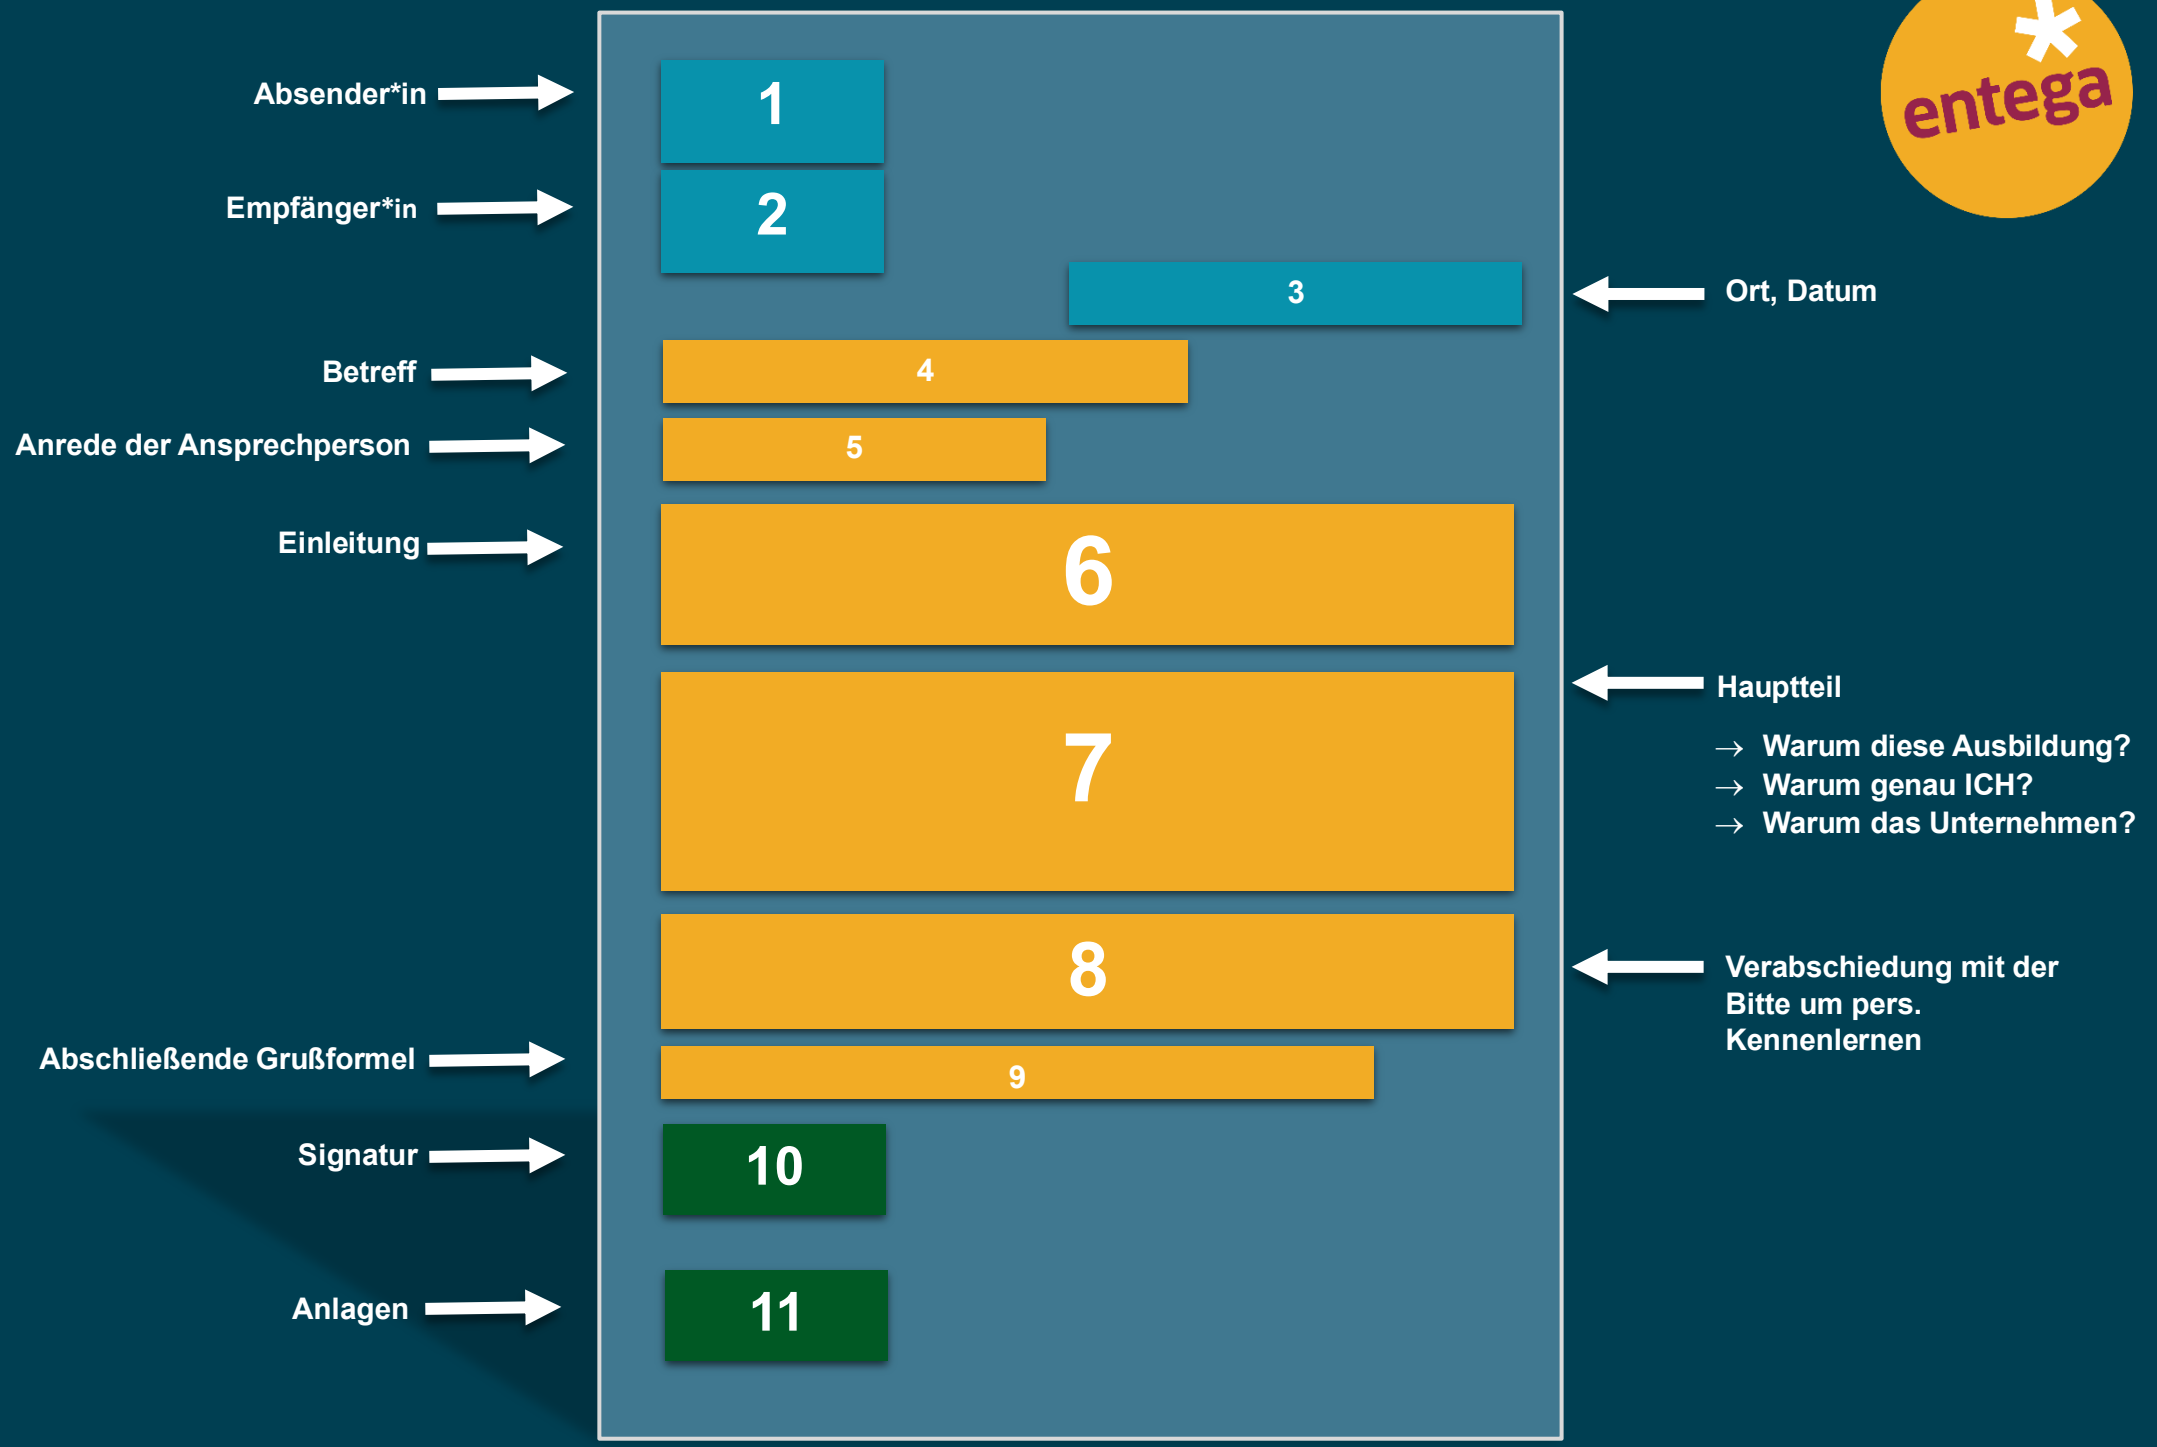 entega
Absender*in
1
Empfänger*in
2
3
Ort, Datum
Betreff
4
Anrede der Ansprechperson
5
Einleitung
6
Hauptteil
→ Warum diese Ausbildung?
→ Warum genau ICH?
→ Warum das Unternehmen?
7
8
Verabschiedung mit der
Bitte um pers.
Kennenlernen
Abschließende Grußformel
9
Signatur
10
Anlagen
11